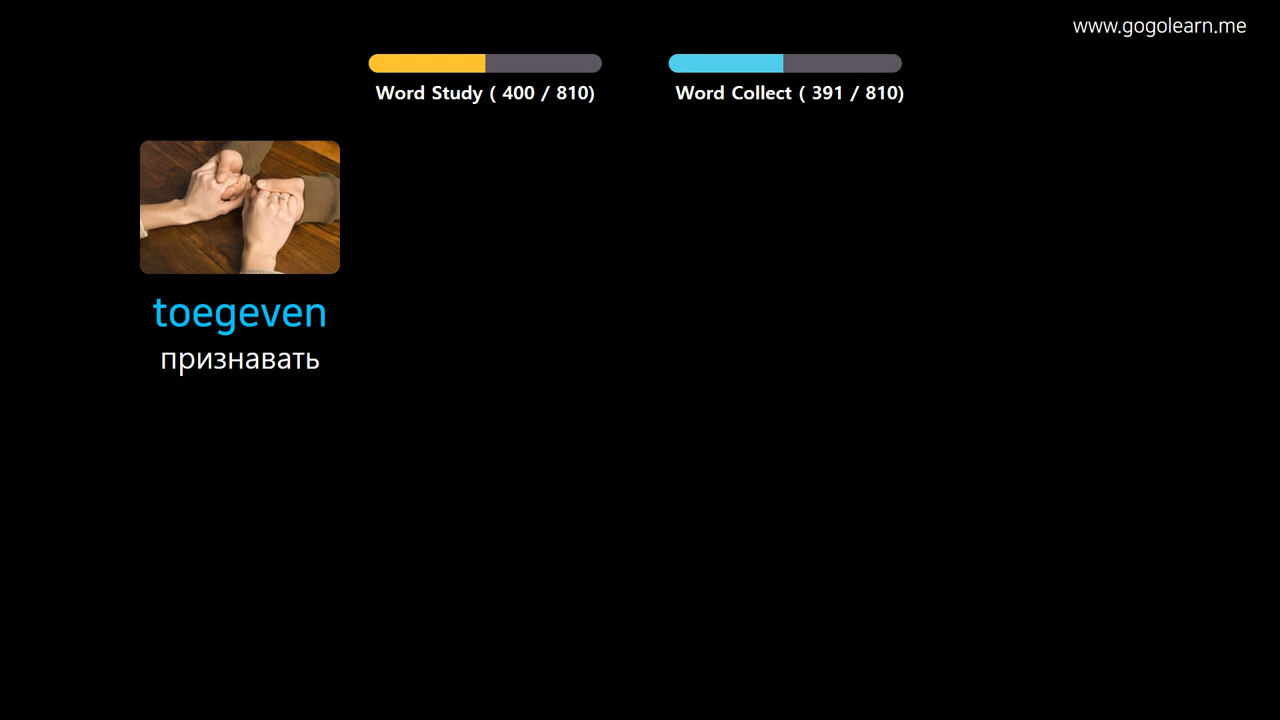 www.gogolearn.me
Word Study ( 400 / 810)
Word Collect ( 391 / 810)
toegeven
признавать